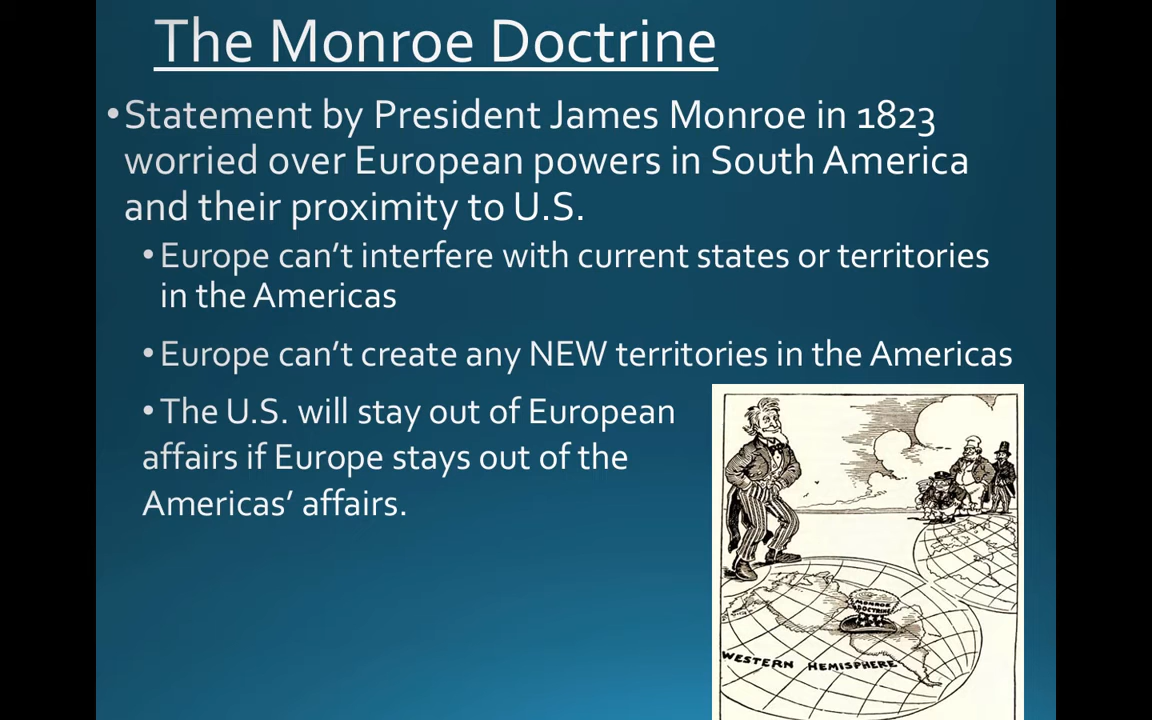 The Monroe Doctrine
•Statement by President James Monroe in 1823
worried over European powers in South America
and their proximity to U.S.
•Europe can’t interfere with current states or territories
in the Americas
•Europe can’t create any NEW territories in the Americas
•The U.S. will stay out of European
affairs if Europe stays out of the
Americas’ affairs.
MONROE
DOCTRINE
WESTERN HEMISPHERE